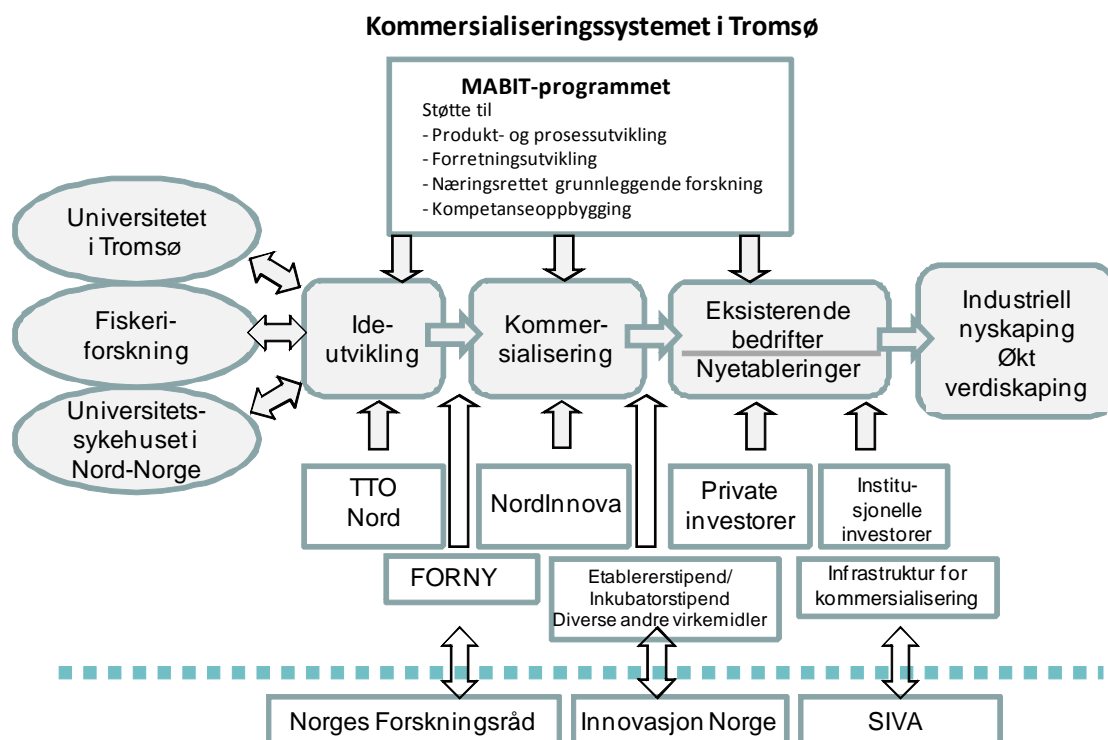 Kommersialiseringssystemet i Tromsø
MABIT-programmet
Støtte til
- Produkt- og prosessutvikling
- Forretningsutvikling
- Næringsrettet grunnleggende forskning
- Kompetanseoppbygging
Universitetet
i Tromsø
Fiskeri-
forskning
Universitets-
sykehuset i
Nord-Norge
Ide-
utvikling
Kommer-
sialisering
Eksisterende
bedrifter
Nyetableringer
Industriell
nyskaping
Økt
verdiskaping
TTO
Nord
NordInnova
Private
investorer
Institu-
sjonelle
investorer
FORNY
Etablererstipend/
Inkubatorstipend
Diverse andre virkemidler
Infrastruktur for
kommersialisering
Norges Forskningsråd
Innovasjon Norge
SIVA